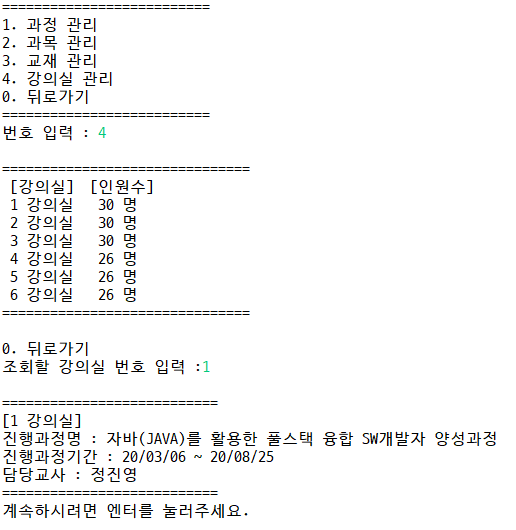 ==========================
1. 과정 관리
2. 과목 관리
3. 교재 관리
4. 강의실 관리
0. 뒤로가기
==========================
번호 입력 : 4
===============================
[강의실] [인원수]
1 강의실 30 명
2 강의실 30 명
3 강의실 30 명
4 강의실 26 명
5 강의실 26 명
6 강의실 26 명
===============================
0. 뒤로가기
조회할 강의실 번호 입력 :1
===========================
[1 강의실]
진행과정명 : 자바(JAVA)를 활용한 풀스택 융합 SW개발자 양성과정
진행과정기간 : 20/03/06 ~ 20/08/25
담당교사 : 정진영
===========================
계속하시려면 엔터를 눌러주세요.